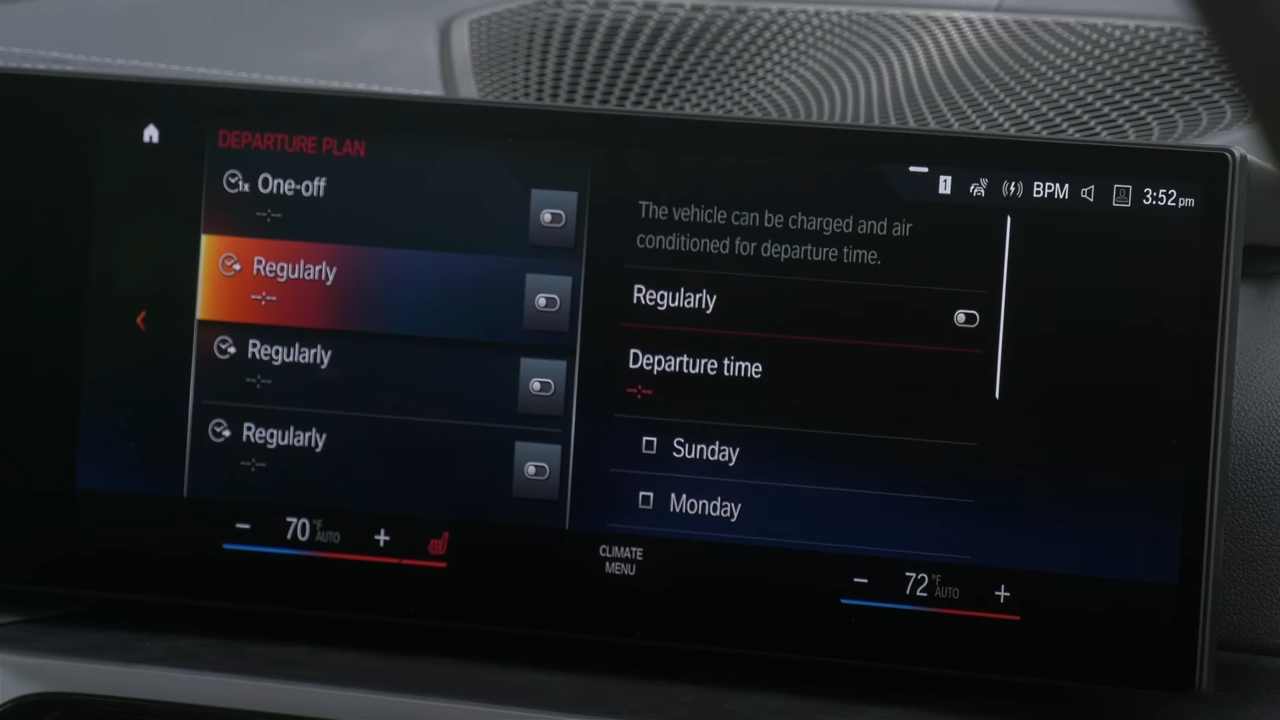 DEPARTURE PLAN
1x One-off
--:--
Regularly
--:--
Regularly
--:--
Regularly
--:--
1 BPM 3:52 pm
The vehicle can be charged and air
conditioned for departure time.
Regularly
Departure time
--:--
Sunday
Monday
70 °F AUTO
CLIMATE
MENU
72 °F AUTO